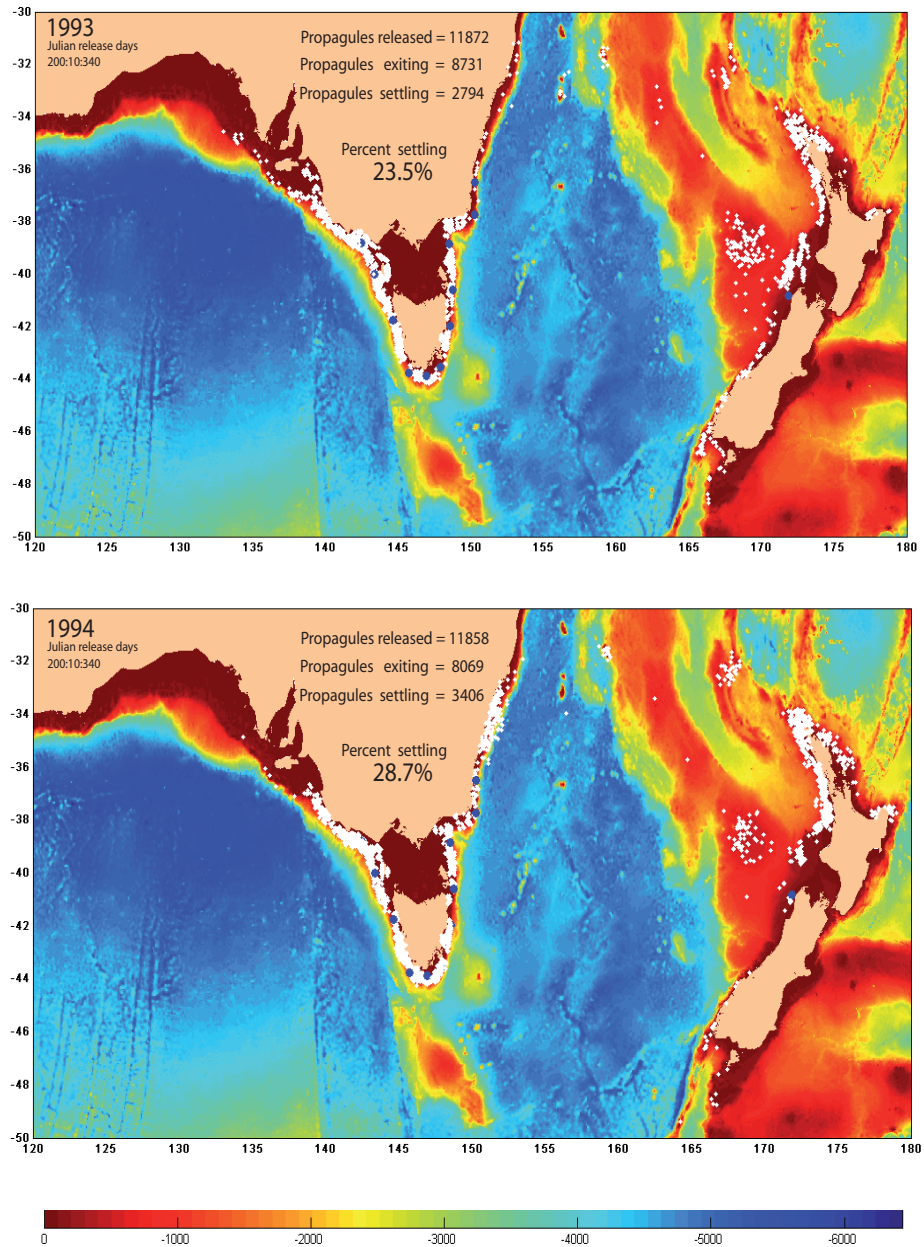 -30
1993
Julian release days
200:10:340
Propagules released = 11872
Propagules exiting = 8731
Propagules settling = 2794
Percent settling
23.5%
-32
-34
-36
-38
-40
-42
-44
-46
-48
-50
120 125 130 135 140 145 150 155 160 165 170 175 180
-30
1994
Julian release days
200:10:340
Propagules released = 11858
Propagules exiting = 8069
Propagules settling = 3406
Percent settling
28.7%
-32
-34
-36
-38
-40
-42
-44
-46
-48
-50
120 125 130 135 140 145 150 155 160 165 170 175 180
0 -1000 -2000 -3000 -4000 -5000 -6000